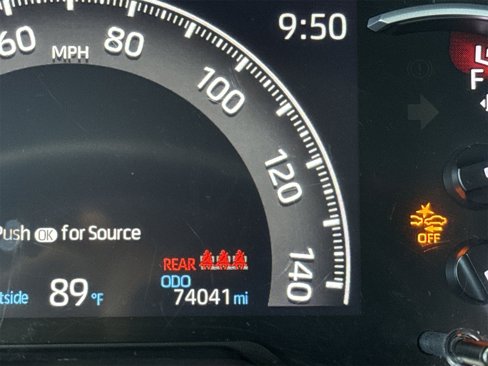 9:50
60 MPH 80
100
120
140
F
Push OK for Source
OFF
REAR
ODO
tside 89°F 74041 mi